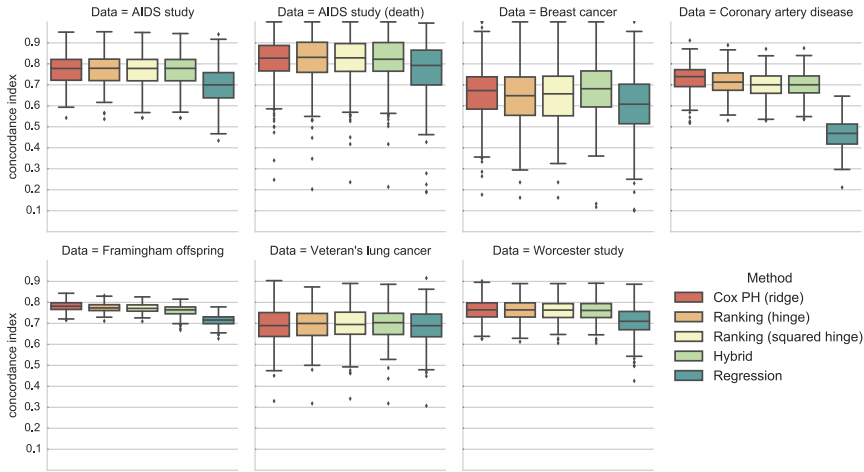 Data = AIDS study
Data = AIDS study (death)
Data = Breast cancer
Data = Coronary artery disease
concordance index
0.9
0.8
0.7
0.6
0.5
0.4
0.3
0.2
0.1
Data = Framingham offspring
Data = Veteran's lung cancer
Data = Worcester study
concordance index
0.9
0.8
0.7
0.6
0.5
0.4
0.3
0.2
0.1
Method
Cox PH (ridge)
Ranking (hinge)
Ranking (squared hinge)
Hybrid
Regression